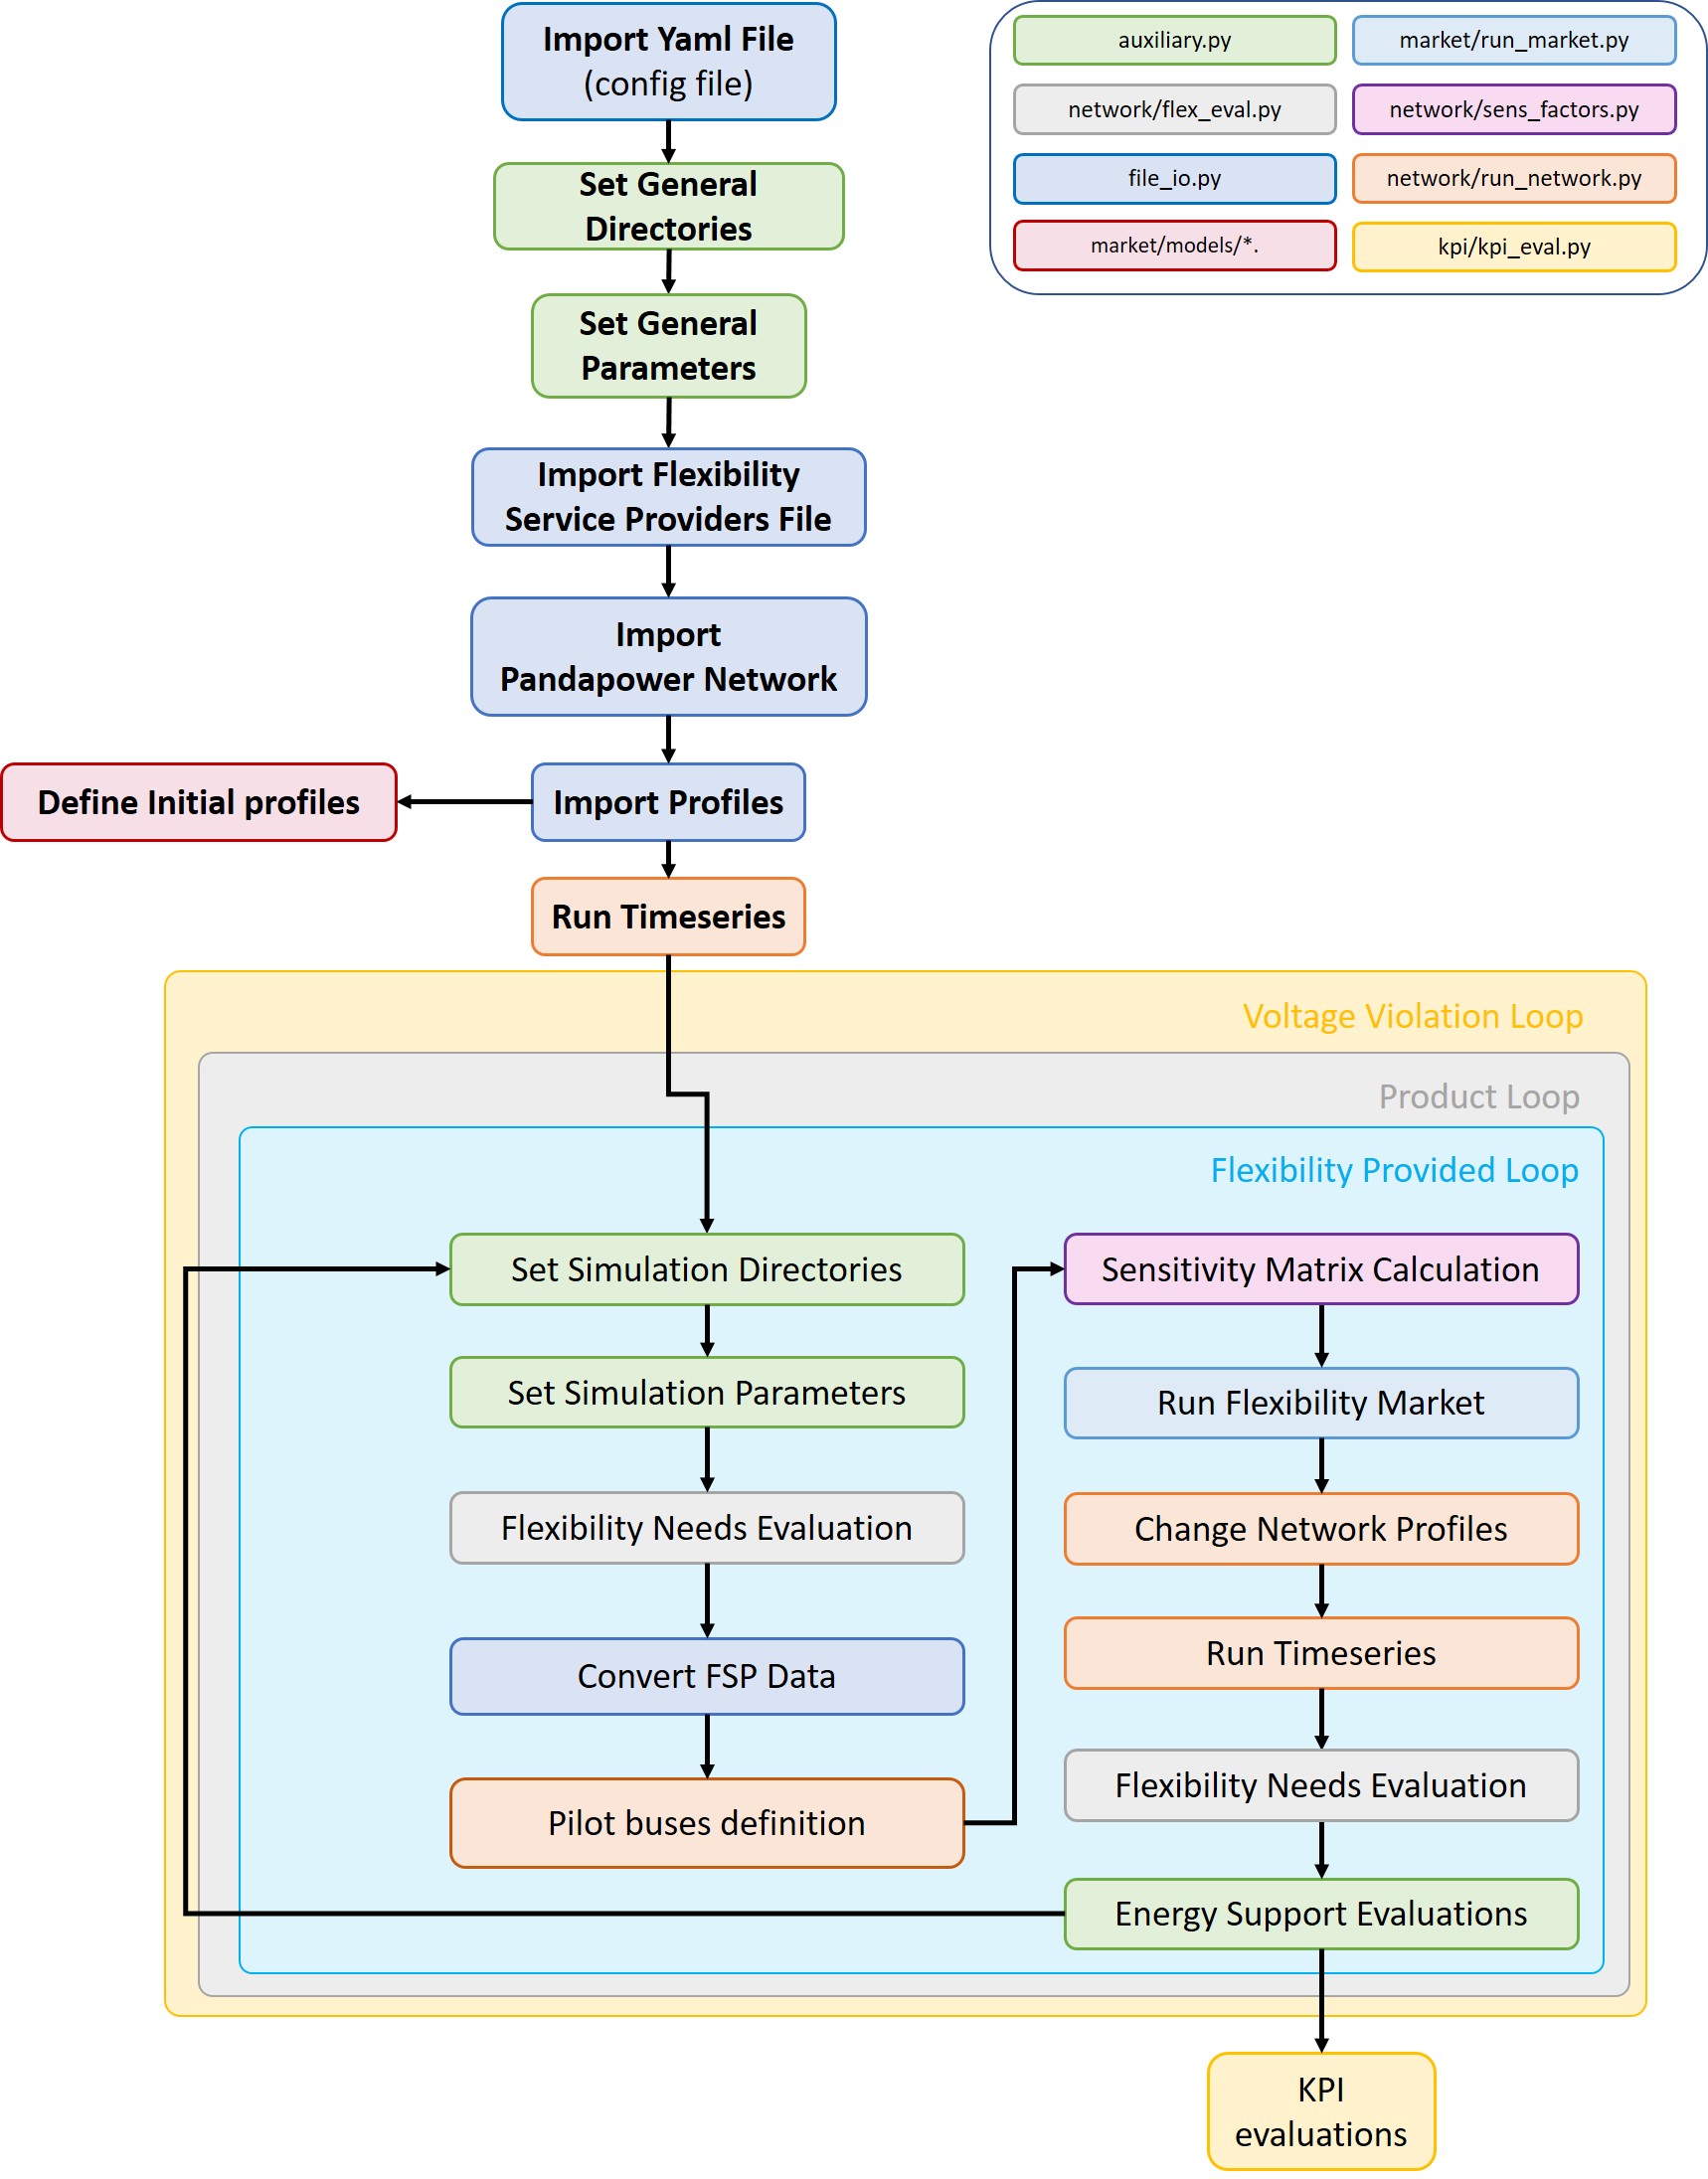 Import Yaml File
(config file)
Set General
Directories
Set General
Parameters
Import Flexibility
Service Providers File
Import
Pandapower Network
Define Initial profiles
Import Profiles
Run Timeseries
auxiliary.py
market/run_market.py
network/flex_eval.py
network/sens_factors.py
file_io.py
network/run_network.py
market/models/*.
kpi/kpi_eval.py
Voltage Violation Loop
Product Loop
Flexibility Provided Loop
Set Simulation Directories
Set Simulation Parameters
Flexibility Needs Evaluation
Convert FSP Data
Pilot buses definition
Sensitivity Matrix Calculation
Run Flexibility Market
Change Network Profiles
Run Timeseries
Flexibility Needs Evaluation
Energy Support Evaluations
KPI
evaluations